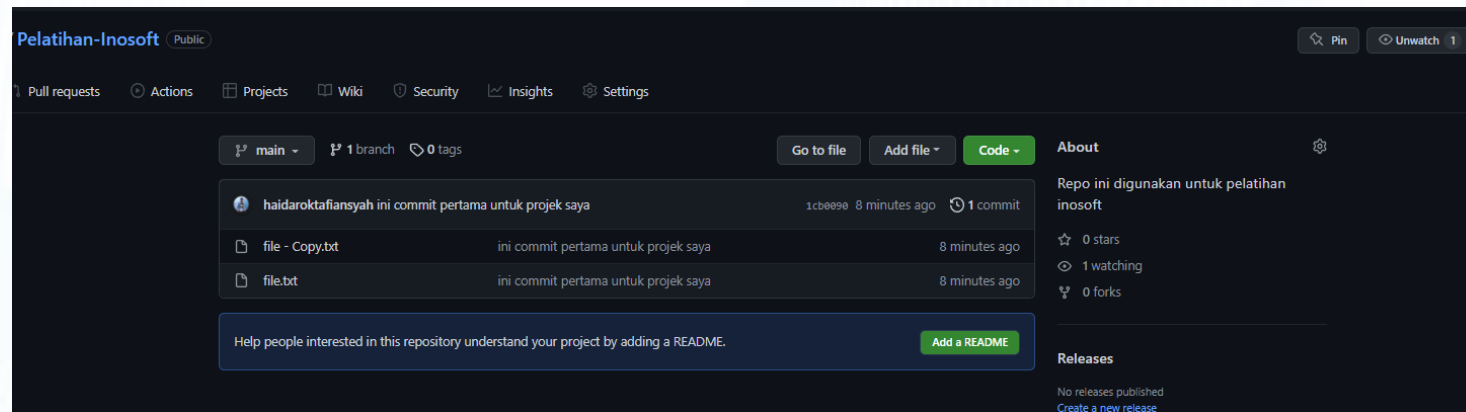 Pelatihan-Inosoft Public
Pin
Unwatch 1
Pull requests Actions Projects Wiki Security Insights Settings
main 1 branch 0 tags
Go to file Add file Code
haidaroktafiansyah ini commit pertama untuk projek saya 1cb0090 8 minutes ago 1 commit
file - Copy.txt ini commit pertama untuk projek saya 8 minutes ago
file.txt ini commit pertama untuk projek saya 8 minutes ago
Help people interested in this repository understand your project by adding a README. Add a README
About
Repo ini digunakan untuk pelatihan
inosoft
0 stars
1 watching
0 forks
Releases
No releases published
Create a new release